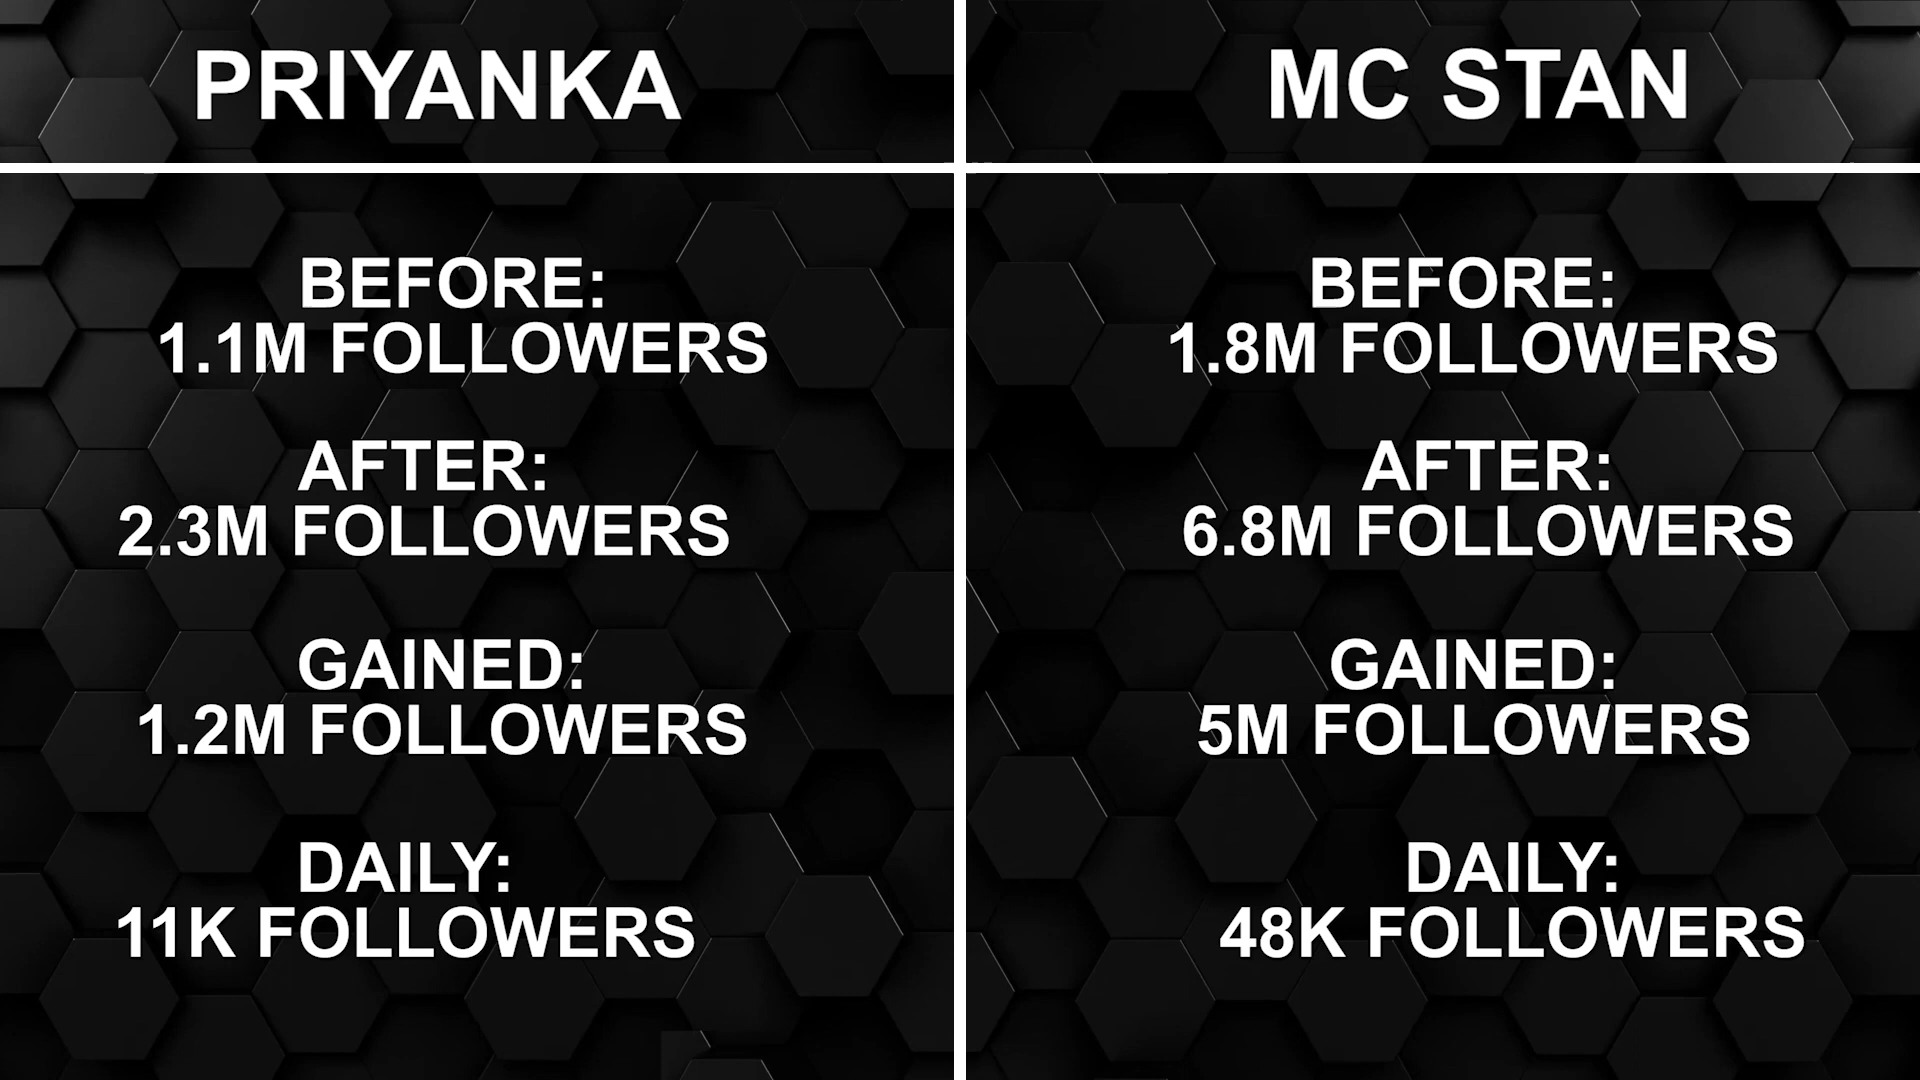 PRIYANKA
BEFORE:
1.1M FOLLOWERS
AFTER:
2.3M FOLLOWERS
GAINED:
1.2M FOLLOWERS
DAILY:
11K FOLLOWERS
MC STAN
BEFORE:
1.8M FOLLOWERS
AFTER:
6.8M FOLLOWERS
GAINED:
5M FOLLOWERS
DAILY:
48K FOLLOWERS